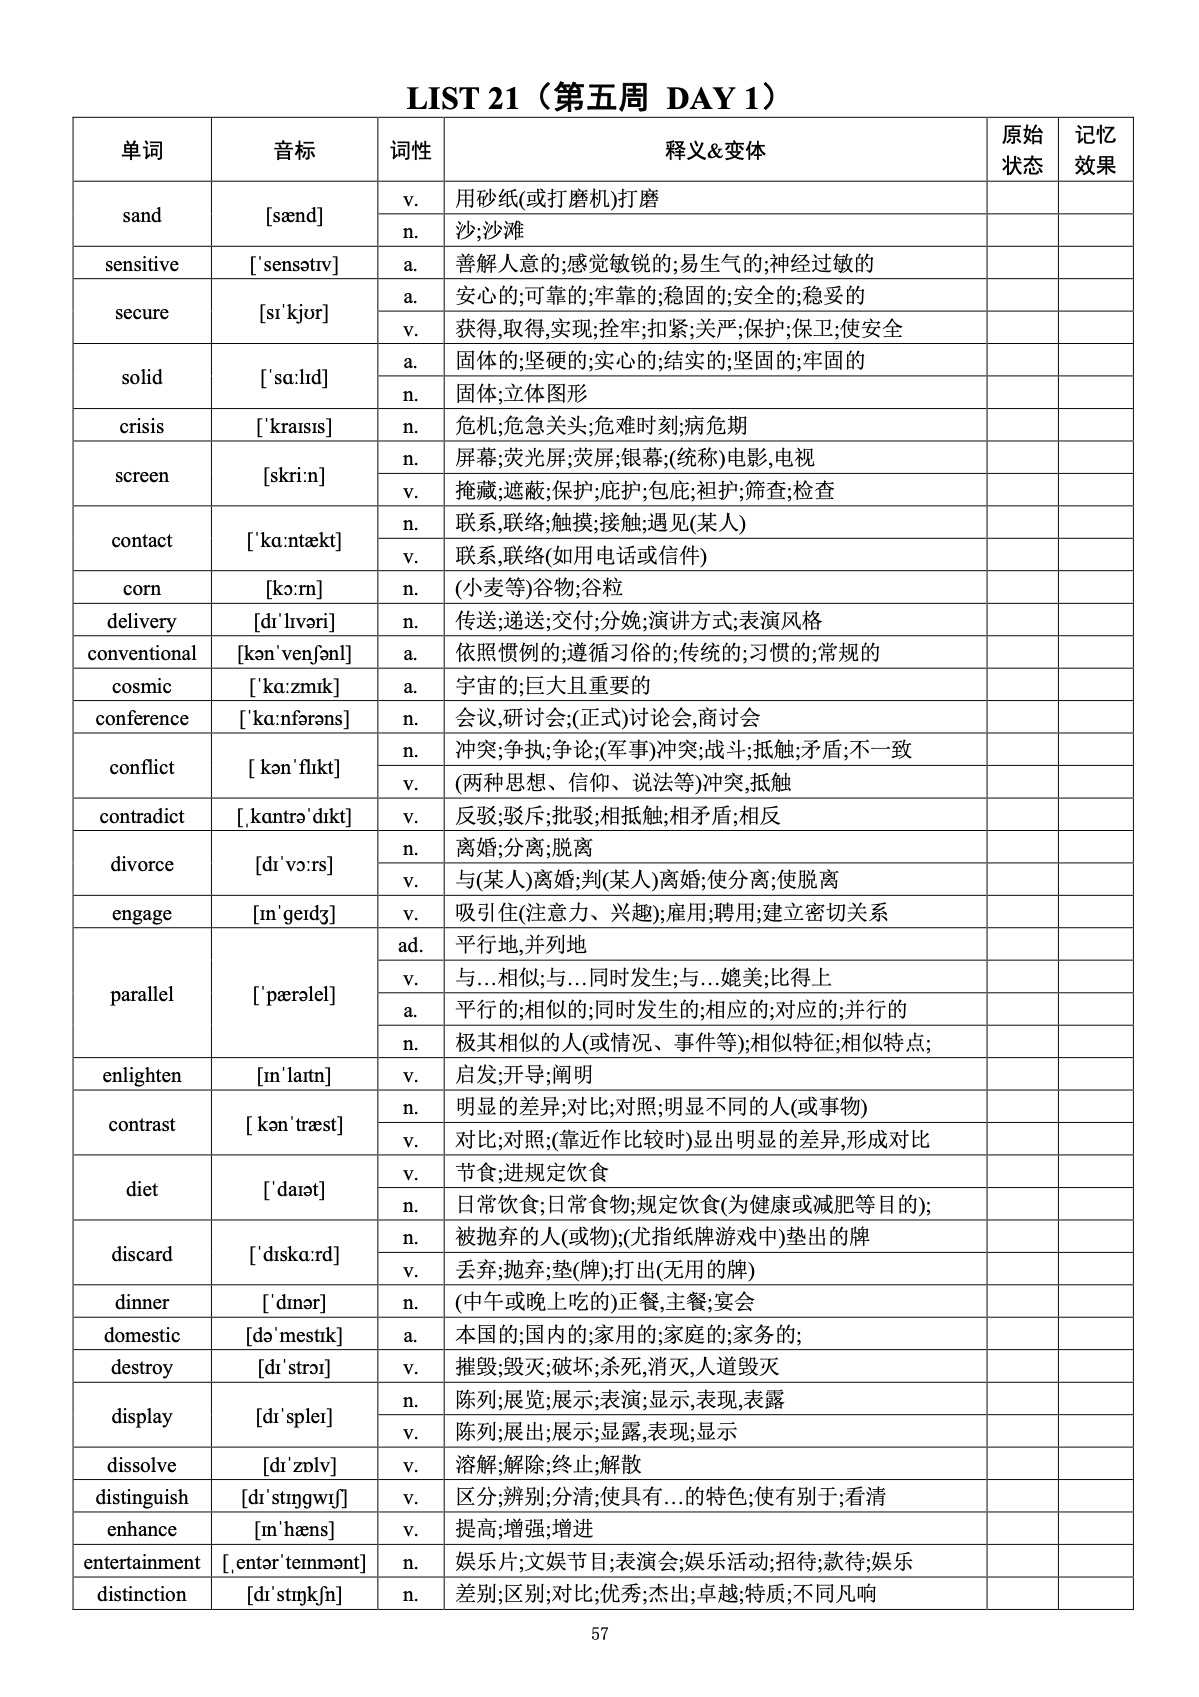 LIST 21（第五周 DAY 1）
单词 音标 词性 释义&变体 原始状态 记忆效果
sand [sænd] v. 用砂纸(或打磨机)打磨
n. 沙;沙滩
sensitive [ˈsensətɪv] a. 善解人意的;感觉敏锐的;易生气的;神经过敏的
secure [sɪˈkjʊr] a. 安心的;可靠的;牢靠的;稳固的;安全的;稳妥的
v. 获得,取得,实现;拴牢;扣紧;关严;保护;保卫;使安全
solid [ˈsɑːlɪd] a. 固体的;坚硬的;实心的;结实的;坚固的;牢固的
n. 固体;立体图形
crisis [ˈkraɪsɪs] n. 危机;危急关头;危难时刻;病危期
screen [skriːn] n. 屏幕;荧光屏;荧屏;银幕;(统称)电影,电视
v. 掩藏;遮蔽;保护;庇护;包庇;袒护;筛查;检查
contact [ˈkɑːntækt] n. 联系,联络;触摸;接触;遇见(某人)
v. 联系,联络(如用电话或信件)
corn [kɔːrn] n. (小麦等)谷物;谷粒
delivery [dɪˈlɪvəri] n. 传送;递送;交付;分娩;演讲方式;表演风格
conventional [kənˈvenʃənl] a. 依照惯例的;遵循习俗的;传统的;习惯的;常规的
cosmic [ˈkɑːzmɪk] a. 宇宙的;巨大且重要的
conference [ˈkɑːnfərəns] n. 会议,研讨会;(正式)讨论会,商讨会
conflict [ kənˈflɪkt] n. 冲突;争执;争论;(军事)冲突;战斗;抵触;矛盾;不一致
v. (两种思想、信仰、说法等)冲突,抵触
contradict [ˌkɑntrəˈdɪkt] v. 反驳;驳斥;批驳;相抵触;相矛盾;相反
divorce [dɪˈvɔːrs] n. 离婚;分离;脱离
v. 与(某人)离婚;判(某人)离婚;使分离;使脱离
engage [ɪnˈɡeɪdʒ] v. 吸引住(注意力、兴趣);雇用;聘用;建立密切关系
parallel [ˈpærəlel] ad. 平行地,并列地
v. 与…相似;与…同时发生;与…媲美;比得上
a. 平行的;相似的;同时发生的;相应的;对应的;并行的
n. 极其相似的人(或情况、事件等);相似特征;相似特点;
enlighten [ɪnˈlaɪtn] v. 启发;开导;阐明
contrast [ kənˈtræst] n. 明显的差异;对比;对照;明显不同的人(或事物)
v. 对比;对照;(靠近作比较时)显出明显的差异,形成对比
diet [ˈdaɪət] v. 节食;进规定饮食
n. 日常饮食;日常食物;规定饮食(为健康或减肥等目的);
discard [ˈdɪskɑːrd] n. 被抛弃的人(或物);(尤指纸牌游戏中)垫出的牌
v. 丢弃;抛弃;垫(牌);打出(无用的牌)
dinner [ˈdɪnər] n. (中午或晚上吃的)正餐,主餐;宴会
domestic [dəˈmestɪk] a. 本国的;国内的;家用的;家庭的;家务的;
destroy [dɪˈstrɔɪ] v. 摧毁;毁灭;破坏;杀死,消灭,人道毁灭
display [dɪˈspleɪ] n. 陈列;展览;展示;表演;显示,表现,表露
v. 陈列;展出;展示;显露,表现;显示
dissolve [dɪˈzɒlv] v. 溶解;解除;终止;解散
distinguish [dɪˈstɪŋɡwɪʃ] v. 区分;辨别;分清;使具有…的特色;使有别于;看清
enhance [ɪnˈhæns] v. 提高;增强;增进
entertainment [ˌentərˈteɪnmənt] n. 娱乐片;文娱节目;表演会;娱乐活动;招待;款待;娱乐
distinction [dɪˈstɪŋkʃn] n. 差别;区别;对比;优秀;杰出;卓越;特质;不同凡响
57